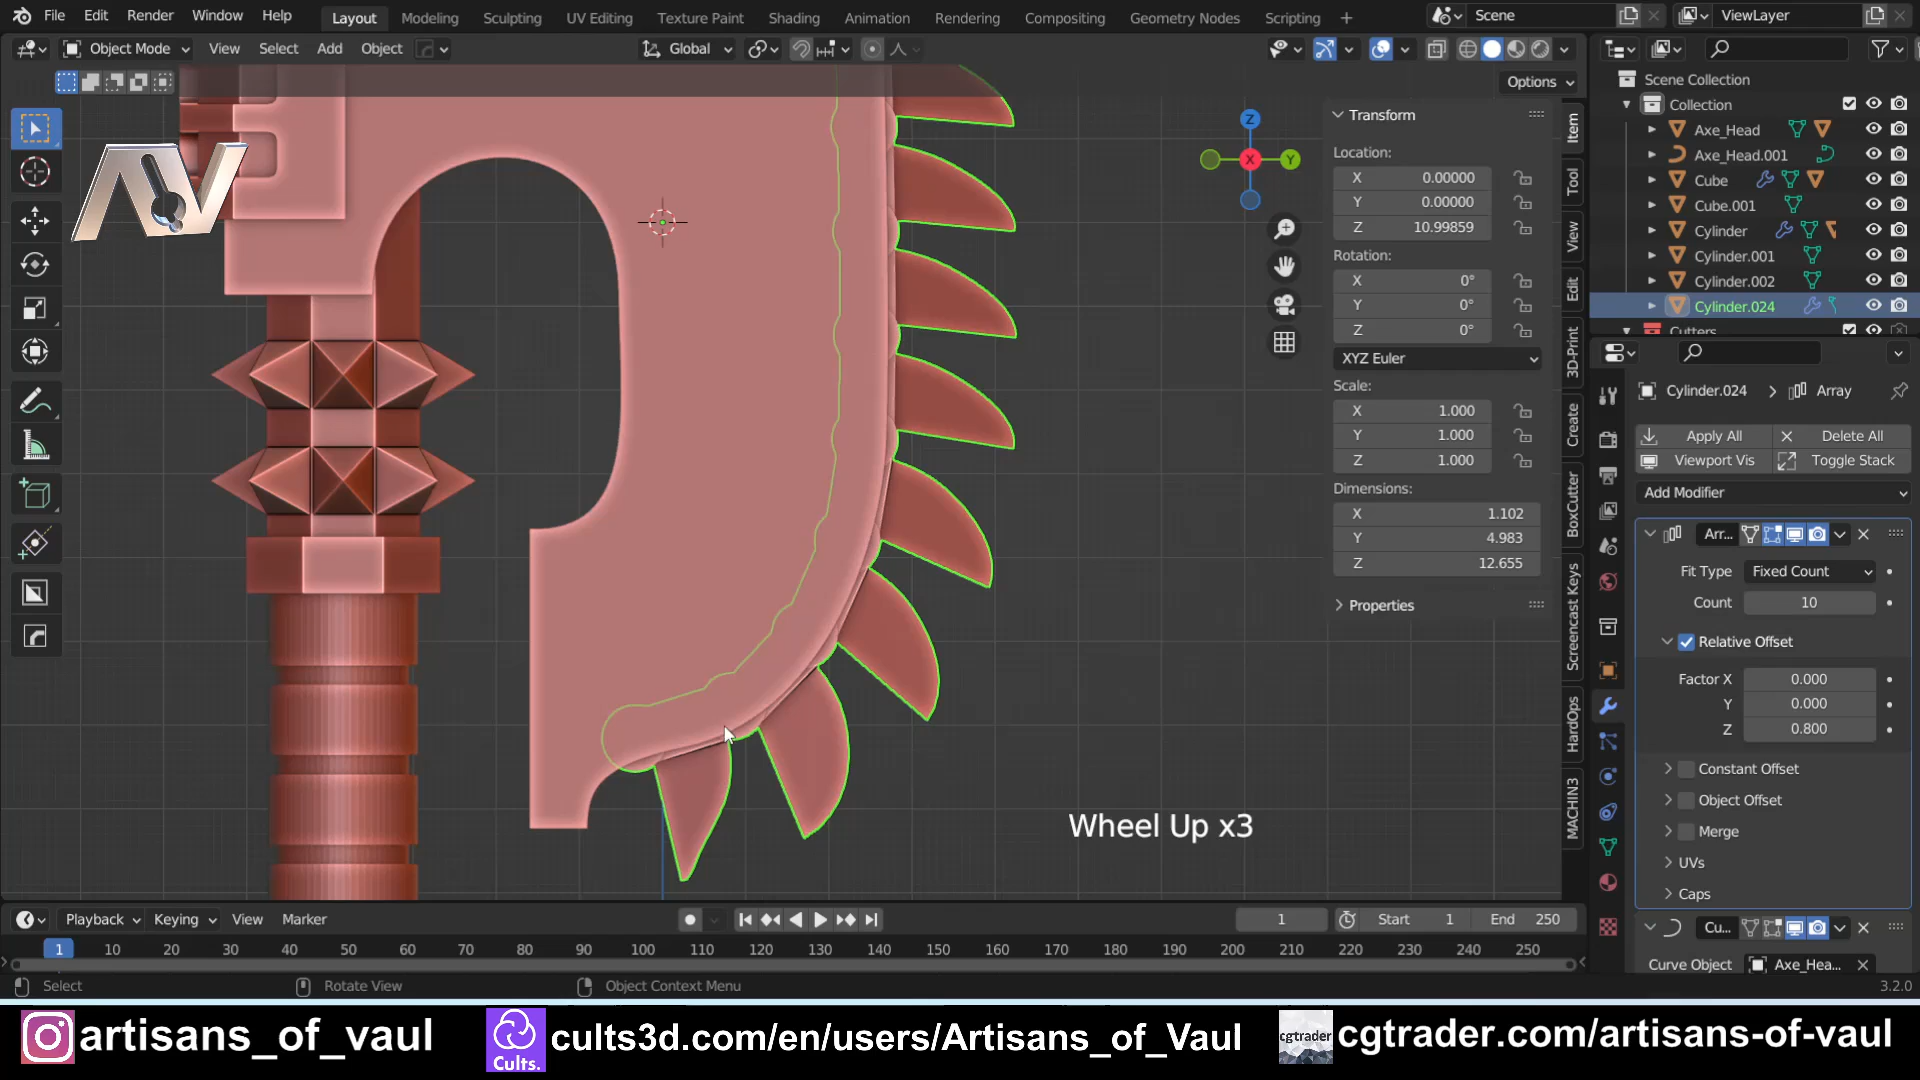 File Edit Render Window Help Layout Modeling Sculpting UV Editing Texture Paint Shading Animation Rendering Compositing Geometry Nodes Scripting + Scene ViewLayer
Object Mode View Select Add Object Global
Options
Scene Collection
Collection
Axe_Head
Axe_Head.001
Cube
Cube.001
Cylinder
Cylinder.001
Cylinder.002
Cylinder.024
Cutters
AV
Z
Y
X
Transform
Location:
X 0.00000
Y 0.00000
Z 10.99859
Rotation:
X 0°
Y 0°
Z 0°
XYZ Euler
Scale:
X 1.000
Y 1.000
Z 1.000
Dimensions:
X 1.102
Y 4.983
Z 12.655
Properties
Item
Tool
View
Edit
3D-Print
Create
BoxCutter
Screencast Keys
HardOps
MACHIN3
Cylinder.024 > Array
Apply All Delete All
Viewport Vis Toggle Stack
Add Modifier
Arr...
Fit Type Fixed Count
Count 10
Relative Offset
Factor X 0.000
Y 0.000
Z 0.800
Constant Offset
Object Offset
Merge
UVs
Caps
Cu...
Curve Object Axe_Hea...
Wheel Up x3
Playback Keying View Marker 1 Start 1 End 250
1 10 20 30 40 50 60 70 80 90 100 110 120 130 140 150 160 170 180 190 200 210 220 230 240 250
Select Rotate View Object Context Menu 3.2.0
artisans_of_vaul Cults. cults3d.com/en/users/Artisans_of_Vaul cgtrader cgtrader.com/artisans-of-vaul